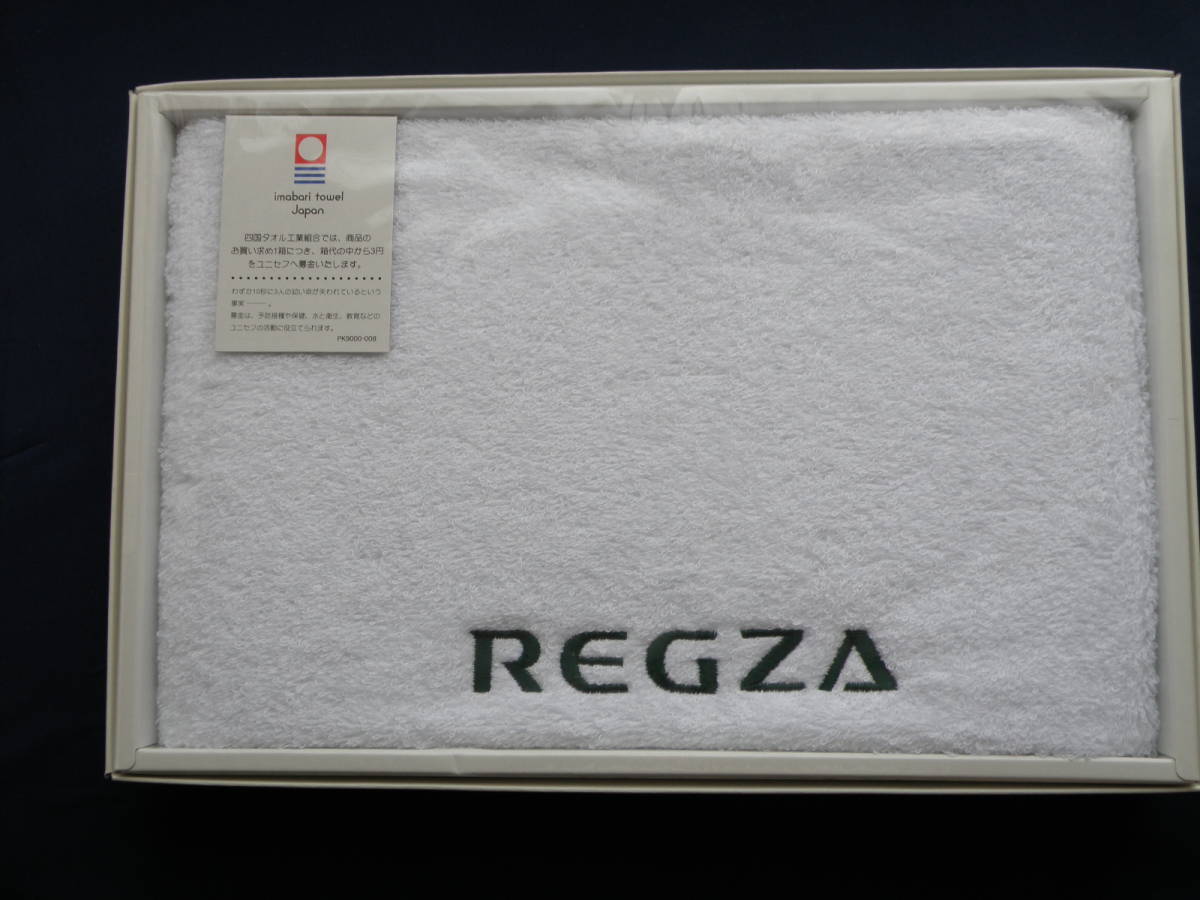 imabari towel
Japan
四国タオル工業組合では、商品の
お買い求め1箱につき、箱代の中から3円
をユニセフへ募金いたします。
わずか10秒に3人の幼い命が失われているという
事実――。
募金は、予防接種や保健、水と衛生、教育などの
ユニセフの活動に役立てられます。
PK9000-008
REGZA